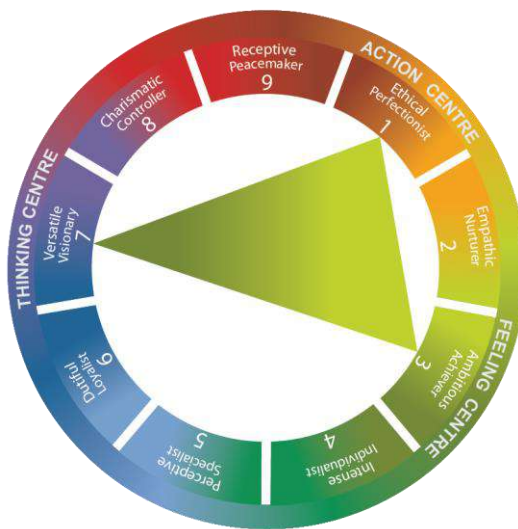 ACTION CENTRE
FEELING CENTRE
THINKING CENTRE
Receptive
Peacemaker
9
Ethical
Perfectionist
1
Empathic
Nurturer
2
Ambitious
Achiever
3
Intense
Individualist
4
Perceptive
Specialist
5
Dutiful
Loyalist
6
Versatile
Visionary
7
Charismatic
Controller
8